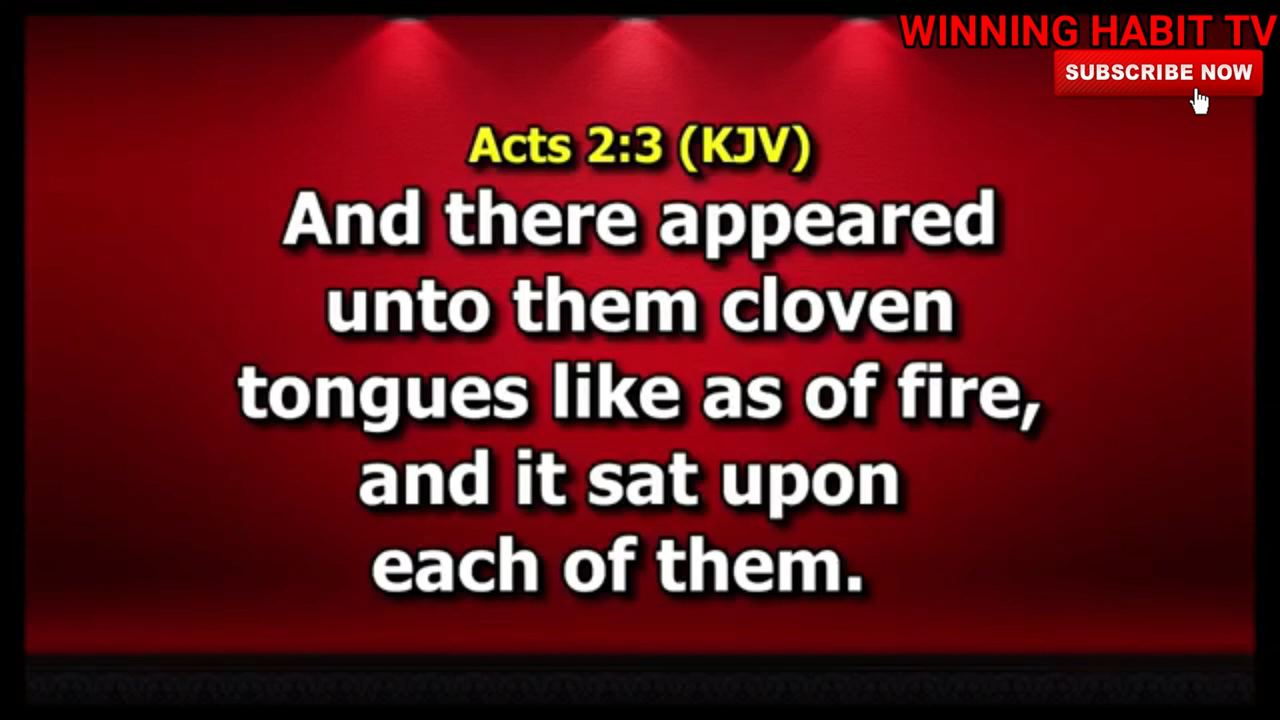 WINNING HABIT TV
SUBSCRIBE NOW
Acts 2:3 (KJV)
And there appeared
unto them cloven
tongues like as of fire,
and it sat upon
each of them.